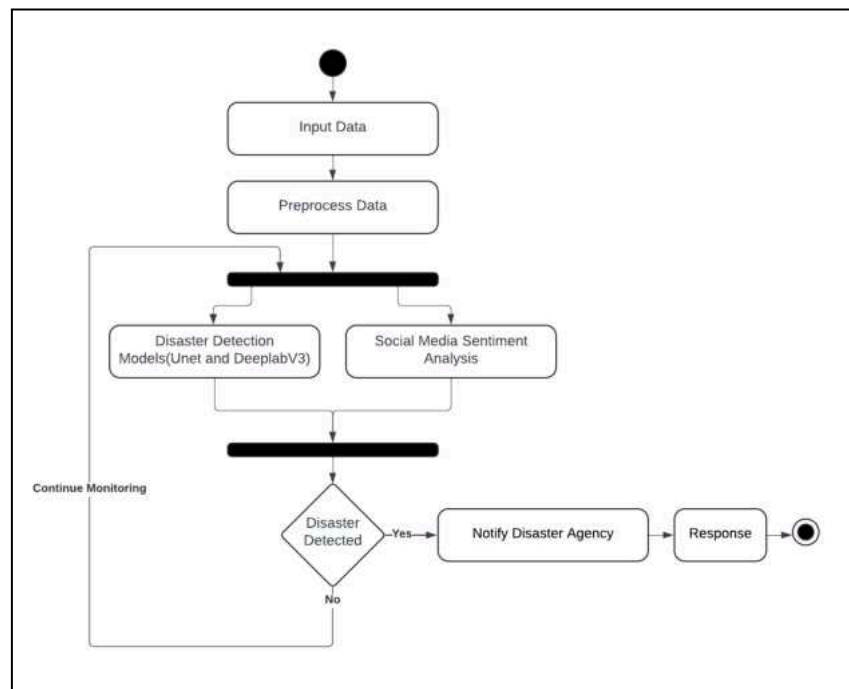 Input Data
Preprocess Data
Disaster Detection
Models(Unet and DeeplabV3)
Social Media Sentiment
Analysis
Continue Monitoring
Disaster
Detected
Yes
Notify Disaster Agency
Response
No